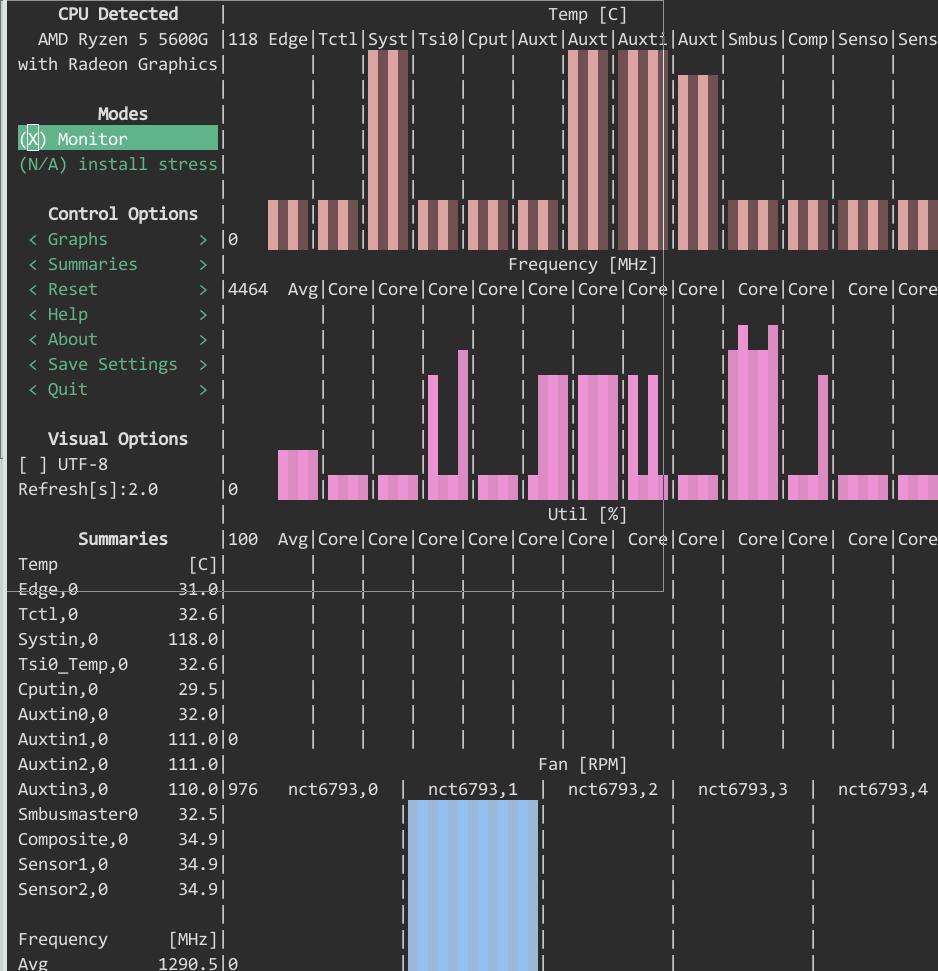 CPU Detected | Temp [C]
AMD Ryzen 5 5600G |118 Edge|Tctl|Syst|Tsi0|Cput|Auxt|Auxt|Auxti|Auxt|Smbus|Comp|Senso|Sens
with Radeon Graphics|
Modes
(X) Monitor
(N/A) install stress
Control Options
< Graphs > |0
< Summaries > | Frequency [MHz]
< Reset > |4464 Avg|Core|Core|Core|Core|Core|Core|Core|Core| Core|Core| Core|Core
< Help >
< About >
< Save Settings >
< Quit >
Visual Options
[ ] UTF-8
Refresh[s]:2.0 |0
| Util [%]
Summaries |100 Avg|Core|Core|Core|Core|Core|Core| Core|Core| Core|Core| Core|Core
Temp [C]|
Edge,0 31.0|
Tctl,0 32.6|
Systin,0 118.0|
Tsi0_Temp,0 32.6|
Cputin,0 29.5|
Auxtin0,0 32.0|
Auxtin1,0 111.0|0
Auxtin2,0 111.0| Fan [RPM]
Auxtin3,0 110.0|976 nct6793,0 | nct6793,1 | nct6793,2 | nct6793,3 | nct6793,4
Smbusmaster0 32.5|
Composite,0 34.9|
Sensor1,0 34.9|
Sensor2,0 34.9|
Frequency [MHz]|
Avg 1290.5|0